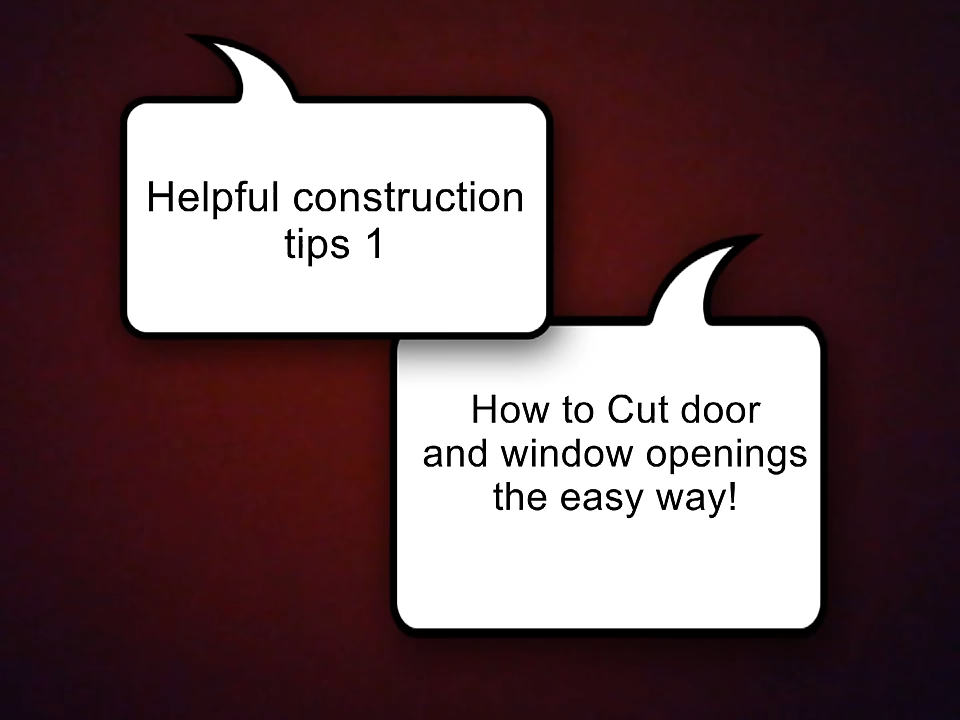 Helpful construction
tips 1
How to Cut door
and window openings
the easy way!